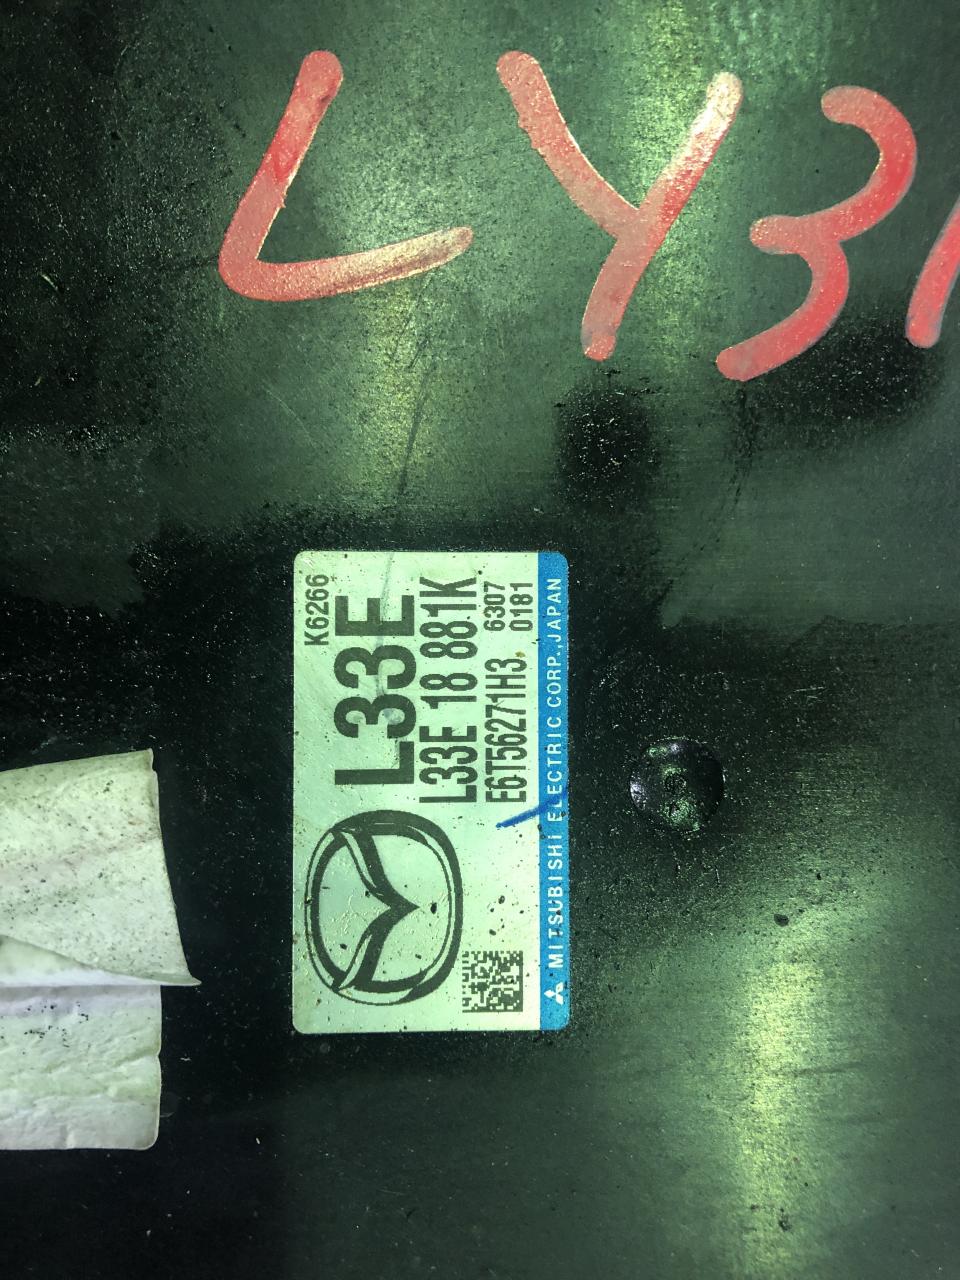 LY3
K6266
L33E
L33E 18 881K
E6T56271H3 6307
0181
MITSUBISHI ELECTRIC CORP.,JAPAN